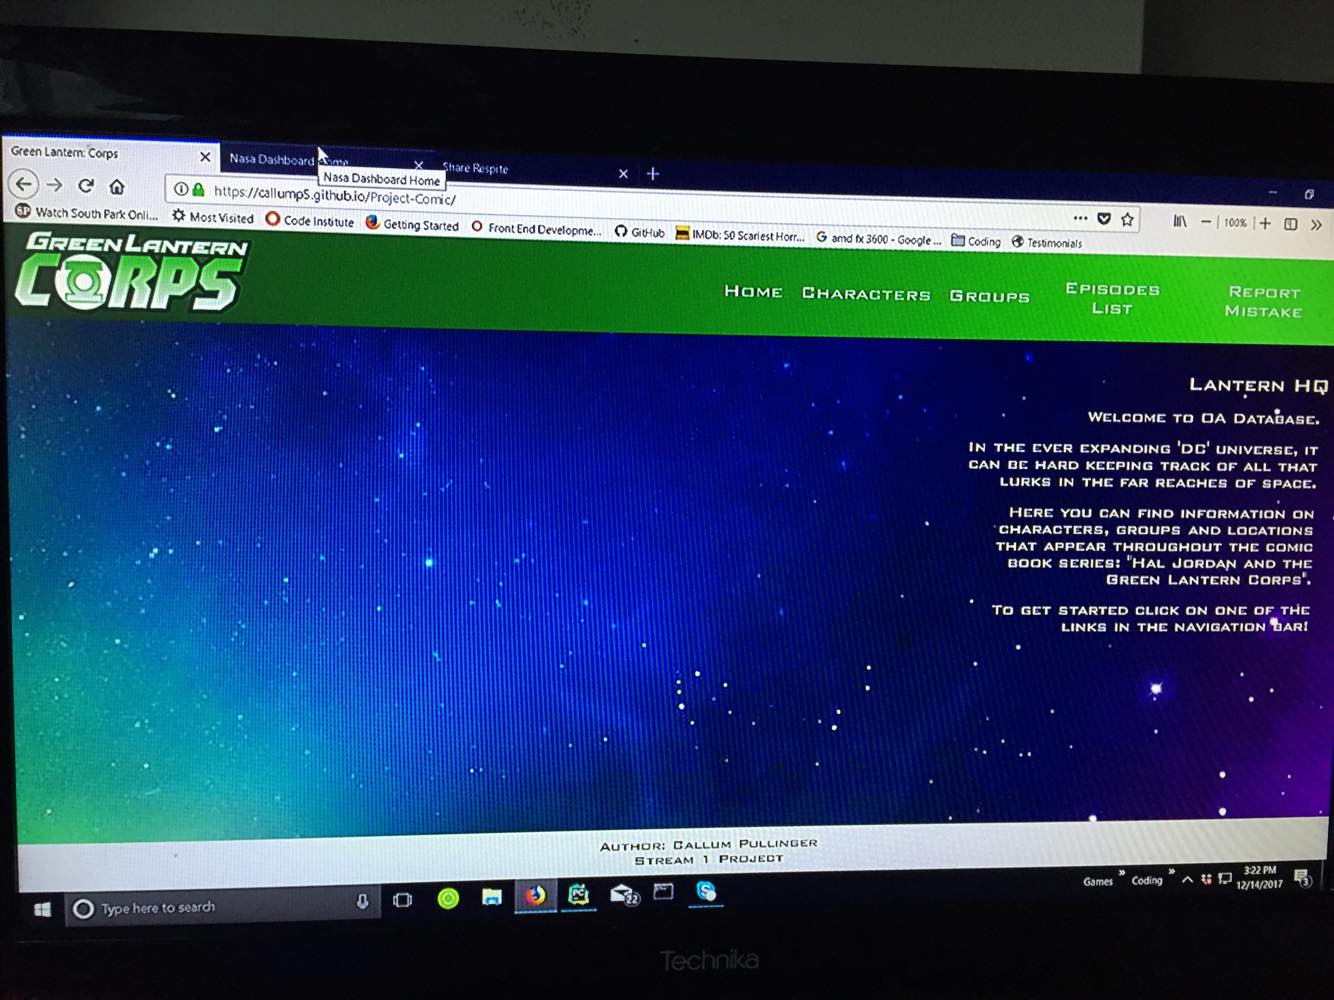 Green Lantern: Corps
Nasa Dashboard Home
Share Respite
Nasa Dashboard Home
https://callump5.github.io/Project-Comic/
100%
SP Watch South Park Onli...
Most Visited
Code Institute
Getting Started
Front End Developme...
GitHub
IMDb: 50 Scariest Horr...
G amd fx 3600 - Google ...
Coding
Testimonials
GREEN LANTERN
CORPS
HOME
CHARACTERS
GROUPS
EPISODES
LIST
REPORT
MISTAKE
LANTERN HQ
WELCOME TO OA DATABASE.
IN THE EVER EXPANDING 'DC' UNIVERSE, IT
CAN BE HARD KEEPING TRACK OF ALL THAT
LURKS IN THE FAR REACHES OF SPACE.
HERE YOU CAN FIND INFORMATION ON
CHARACTERS, GROUPS AND LOCATIONS
THAT APPEAR THROUGHOUT THE COMIC
BOOK SERIES: "HAL JORDAN AND THE
GREEN LANTERN CORPS".
TO GET STARTED CLICK ON ONE OF THE
LINKS IN THE NAVIGATION BAR!
AUTHOR: CALLUM PULLINGER
STREAM 1 PROJECT
Type here to search
PC
22
S
Games
Coding
3:22 PM
12/14/2017
3
Technika